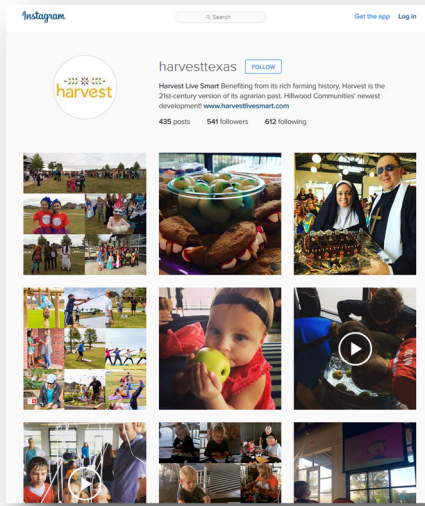 Instagram
Search
Get the app Log in
harvest
harvesttexas FOLLOW
Harvest Live Smart Benefiting from its rich farming history, Harvest is the
21st-century version of its agrarian past. Hillwood Communities' newest
development! www.harvestlivesmart.com
435 posts 541 followers 612 following